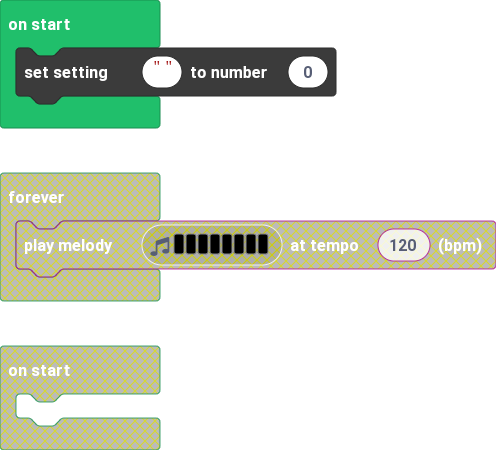 on start
set setting " " to number 0
forever
play melody at tempo 120 (bpm)
on start